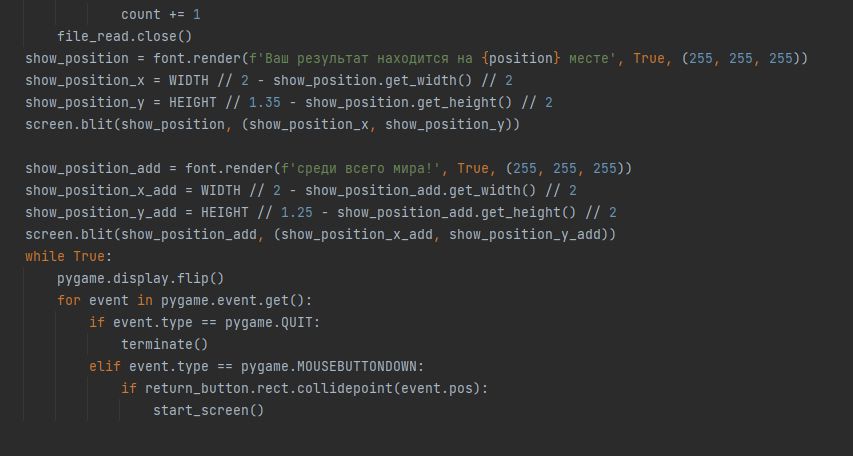 count += 1
    file_read.close()
show_position = font.render(f'Ваш результат находится на {position} месте', True, (255, 255, 255))
show_position_x = WIDTH // 2 - show_position.get_width() // 2
show_position_y = HEIGHT // 1.35 - show_position.get_height() // 2
screen.blit(show_position, (show_position_x, show_position_y))

show_position_add = font.render(f'среди всего мира!', True, (255, 255, 255))
show_position_x_add = WIDTH // 2 - show_position_add.get_width() // 2
show_position_y_add = HEIGHT // 1.25 - show_position_add.get_height() // 2
screen.blit(show_position_add, (show_position_x_add, show_position_y_add))
while True:
    pygame.display.flip()
    for event in pygame.event.get():
        if event.type == pygame.QUIT:
            terminate()
        elif event.type == pygame.MOUSEBUTTONDOWN:
            if return_button.rect.collidepoint(event.pos):
                start_screen()